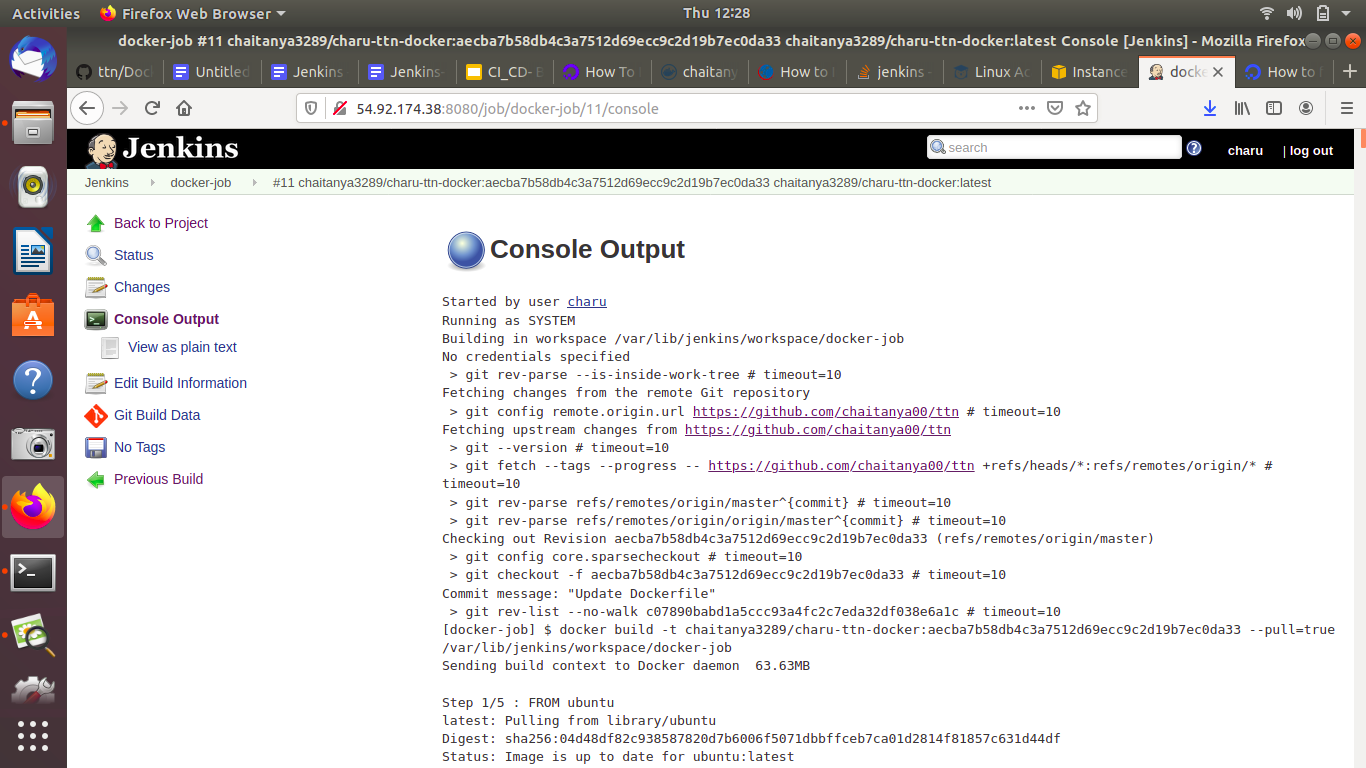 Activities Firefox Web Browser Thu 12:28
docker-job #11 chaitanya3289/charu-ttn-docker:aecba7b58db4c3a7512d69ecc9c2d19b7ec0da33 chaitanya3289/charu-ttn-docker:latest Console [Jenkins] - Mozilla Firefox
ttn/Doc Untitled Jenkins Jenkins- CI_CD- How To chaitany How to jenkins - Linux Ac Instance docke How to
54.92.174.38:8080/job/docker-job/11/console
Jenkins search charu | log out
Jenkins docker-job #11 chaitanya3289/charu-ttn-docker:aecba7b58db4c3a7512d69ecc9c2d19b7ec0da33 chaitanya3289/charu-ttn-docker:latest
Back to Project
Status
Changes
Console Output
View as plain text
Edit Build Information
Git Build Data
No Tags
Previous Build
Console Output
Started by user charu
Running as SYSTEM
Building in workspace /var/lib/jenkins/workspace/docker-job
No credentials specified
> git rev-parse --is-inside-work-tree # timeout=10
Fetching changes from the remote Git repository
> git config remote.origin.url https://github.com/chaitanya00/ttn # timeout=10
Fetching upstream changes from https://github.com/chaitanya00/ttn
> git --version # timeout=10
> git fetch --tags --progress -- https://github.com/chaitanya00/ttn +refs/heads/*:refs/remotes/origin/* #
timeout=10
> git rev-parse refs/remotes/origin/master^{commit} # timeout=10
> git rev-parse refs/remotes/origin/origin/master^{commit} # timeout=10
Checking out Revision aecba7b58db4c3a7512d69ecc9c2d19b7ec0da33 (refs/remotes/origin/master)
> git config core.sparsecheckout # timeout=10
> git checkout -f aecba7b58db4c3a7512d69ecc9c2d19b7ec0da33 # timeout=10
Commit message: "Update Dockerfile"
> git rev-list --no-walk c07890babd1a5ccc93a4fc2c7eda32df038e6a1c # timeout=10
[docker-job] $ docker build -t chaitanya3289/charu-ttn-docker:aecba7b58db4c3a7512d69ecc9c2d19b7ec0da33 --pull=true
/var/lib/jenkins/workspace/docker-job
Sending build context to Docker daemon 63.63MB
Step 1/5 : FROM ubuntu
latest: Pulling from library/ubuntu
Digest: sha256:04d48df82c938587820d7b6006f5071dbbffceb7ca01d2814f81857c631d44df
Status: Image is up to date for ubuntu:latest